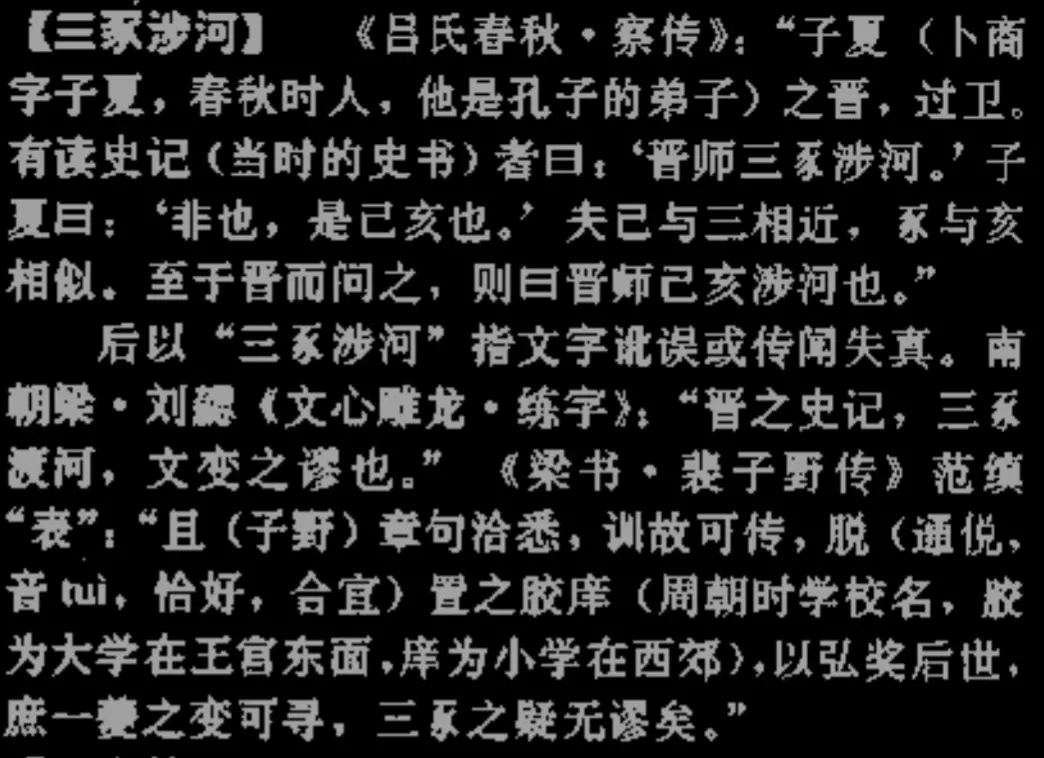 【三豕涉河】 《吕氏春秋·察传》：“子夏（卜商
字子夏，春秋时人，他是孔子的弟子）之晋，过卫。
有读史记（当时的史书）者曰：‘晋师三豕涉河。’子
夏曰：‘非也，是己亥也。’夫己与三相近，豕与亥
相似。至于晋而问之，则曰晋师己亥涉河也。”
后以“三豕涉河”指文字讹误或传闻失真。南
朝梁·刘勰《文心雕龙·练字》：“晋之史记，三豕
渡河，文变之谬也。”《梁书·裴子野传》范缜
“表”：“且（子野）章句洽悉，训故可传，脱（通侻，
音tuì，恰好，合宜）置之胶庠（周朝时学校名，胶
为大学在王宫东面，庠为小学在西郊），以弘奖后世，
庶一夔之变可寻，三豕之疑无谬矣。”